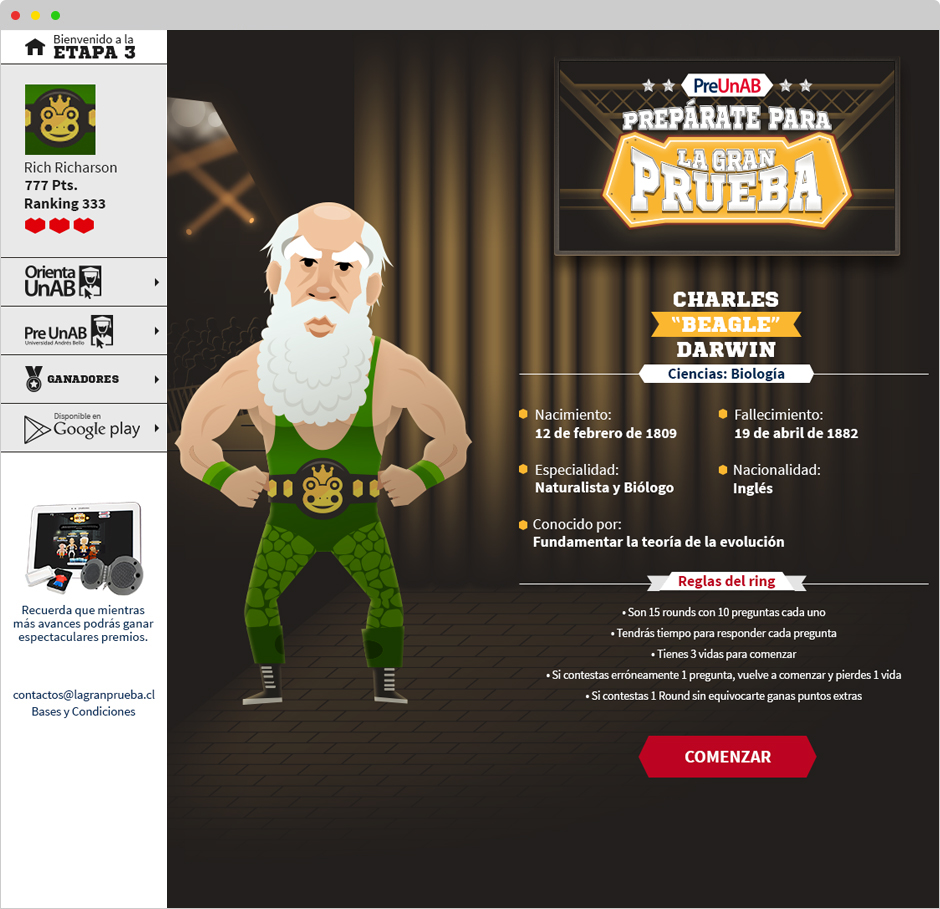 Bienvenido a la
ETAPA 3
Rich Richarson
777 Pts.
Ranking 333
Orienta
UnAB
Pre UnAB
Universidad Andrés Bello
GANADORES
Disponible en
Google play
Recuerda que mientras
más avances podrás ganar
espectaculares premios.
contactos@lagranprueba.cl
Bases y Condiciones
PreUnAB
PREPÁRATE PARA
LA GRAN
PRUEBA
CHARLES
“BEAGLE”
DARWIN
Ciencias: Biología
Nacimiento:
12 de febrero de 1809
Fallecimiento:
19 de abril de 1882
Especialidad:
Naturalista y Biólogo
Nacionalidad:
Inglés
Conocido por:
Fundamentar la teoría de la evolución
Reglas del ring
• Son 15 rounds con 10 preguntas cada uno
• Tendrás tiempo para responder cada pregunta
• Tienes 3 vidas para comenzar
• Si contestas erróneamente 1 pregunta, vuelve a comenzar y pierdes 1 vida
• Si contestas 1 Round sin equivocarte ganas puntos extras
COMENZAR